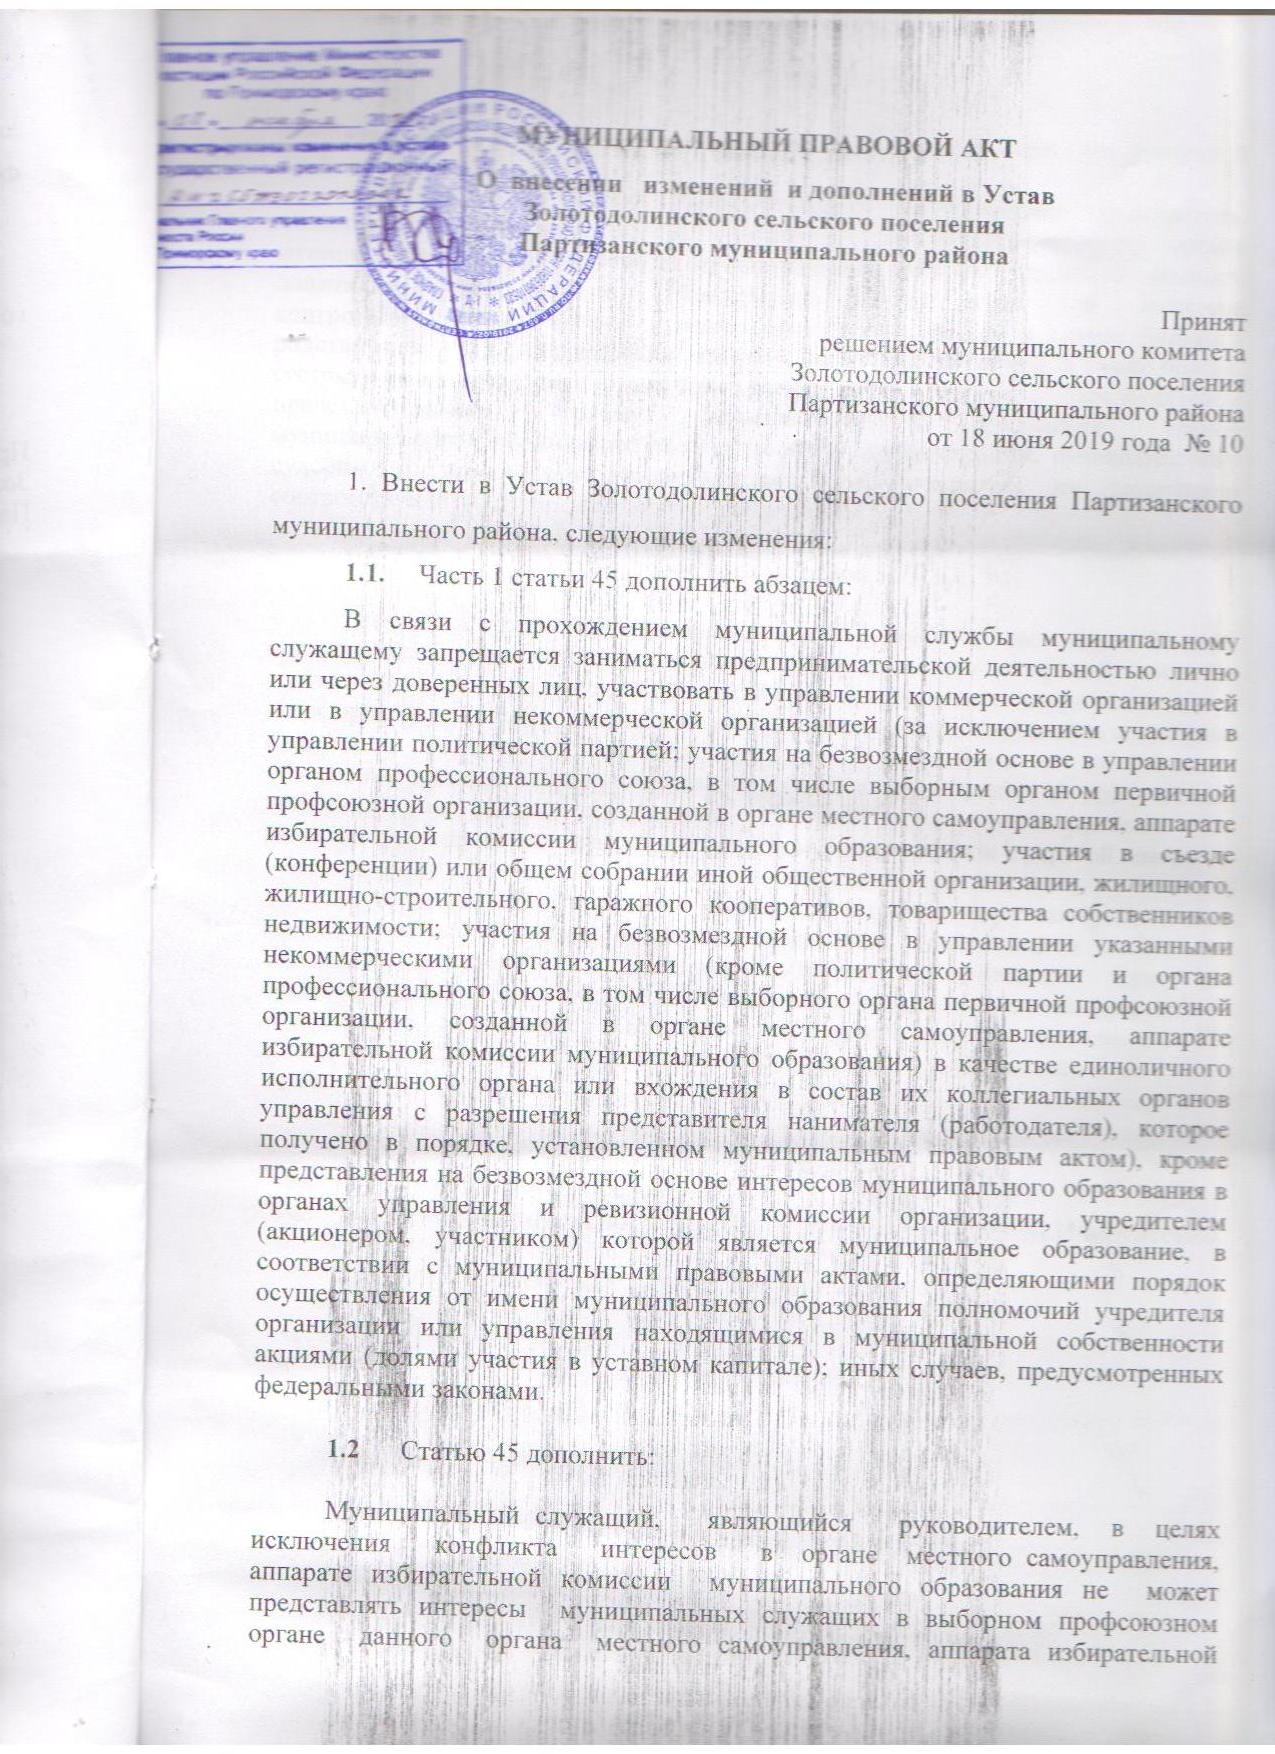 Министерства
Российской Федерации
по Приморскому краю
МУНИЦИПАЛЬНЫЙ ПРАВОВОЙ АКТ
О внесении изменений и дополнений в Устав
Золотодолинского сельского поселения
Партизанского муниципального района
Принят
решением муниципального комитета
Золотодолинского сельского поселения
Партизанского муниципального района
от 18 июня 2019 года № 10
1. Внести в Устав Золотодолинского сельского поселения Партизанского
муниципального района, следующие изменения:
1.1. Часть 1 статьи 45 дополнить абзацем:
В связи с прохождением муниципальной службы муниципальному
служащему запрещается заниматься предпринимательской деятельностью лично
или через доверенных лиц, участвовать в управлении коммерческой организацией
или в управлении некоммерческой организацией (за исключением участия в
управлении политической партией; участия на безвозмездной основе в управлении
органом профессионального союза, в том числе выборным органом первичной
профсоюзной организации, созданной в органе местного самоуправления, аппарате
избирательной комиссии муниципального образования; участия в съезде
(конференции) или общем собрании иной общественной организации, жилищного,
жилищно-строительного, гаражного кооперативов, товарищества собственников
недвижимости; участия на безвозмездной основе в управлении указанными
некоммерческими организациями (кроме политической партии и органа
профессионального союза, в том числе выборного органа первичной профсоюзной
организации, созданной в органе местного самоуправления, аппарате
избирательной комиссии муниципального образования) в качестве единоличного
исполнительного органа или вхождения в состав их коллегиальных органов
управления с разрешения представителя нанимателя (работодателя), которое
получено в порядке, установленном муниципальным правовым актом), кроме
представления на безвозмездной основе интересов муниципального образования в
органах управления и ревизионной комиссии организации, учредителем
(акционером, участником) которой является муниципальное образование, в
соответствии с муниципальными правовыми актами, определяющими порядок
осуществления от имени муниципального образования полномочий учредителя
организации или управления находящимися в муниципальной собственности
акциями (долями участия в уставном капитале); иных случаев, предусмотренных
федеральными законами.
1.2 Статью 45 дополнить:
Муниципальный служащий, являющийся руководителем, в целях
исключения конфликта интересов в органе местного самоуправления,
аппарате избирательной комиссии муниципального образования не может
представлять интересы муниципальных служащих в выборном профсоюзном
органе данного органа местного самоуправления, аппарата избирательной